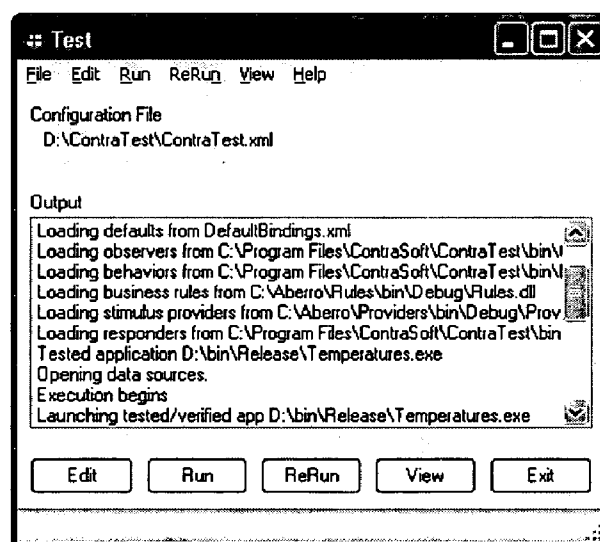 Test
File Edit Run ReRun View Help
Configuration File
D:\ContraTest\ContraTest.xml
Output
Loading defaults from DefaultBindings.xml
Loading observers from C:\Program Files\ContraSoft\ContraTest\bin\
Loading behaviors from C:\Program Files\ContraSoft\ContraTest\bin\
Loading business rules from C:\Aberro\Rules\bin\Debug\Rules.dll
Loading stimulus providers from C:\Aberro\Providers\bin\Debug\Prov
Loading responders from C:\Program Files\ContraSoft\ContraTest\bin
Tested application D:\bin\Release\Temperatures.exe
Opening data sources.
Execution begins
Launching tested/verified app D:\bin\Release\Temperatures.exe
Edit Run ReRun View Exit